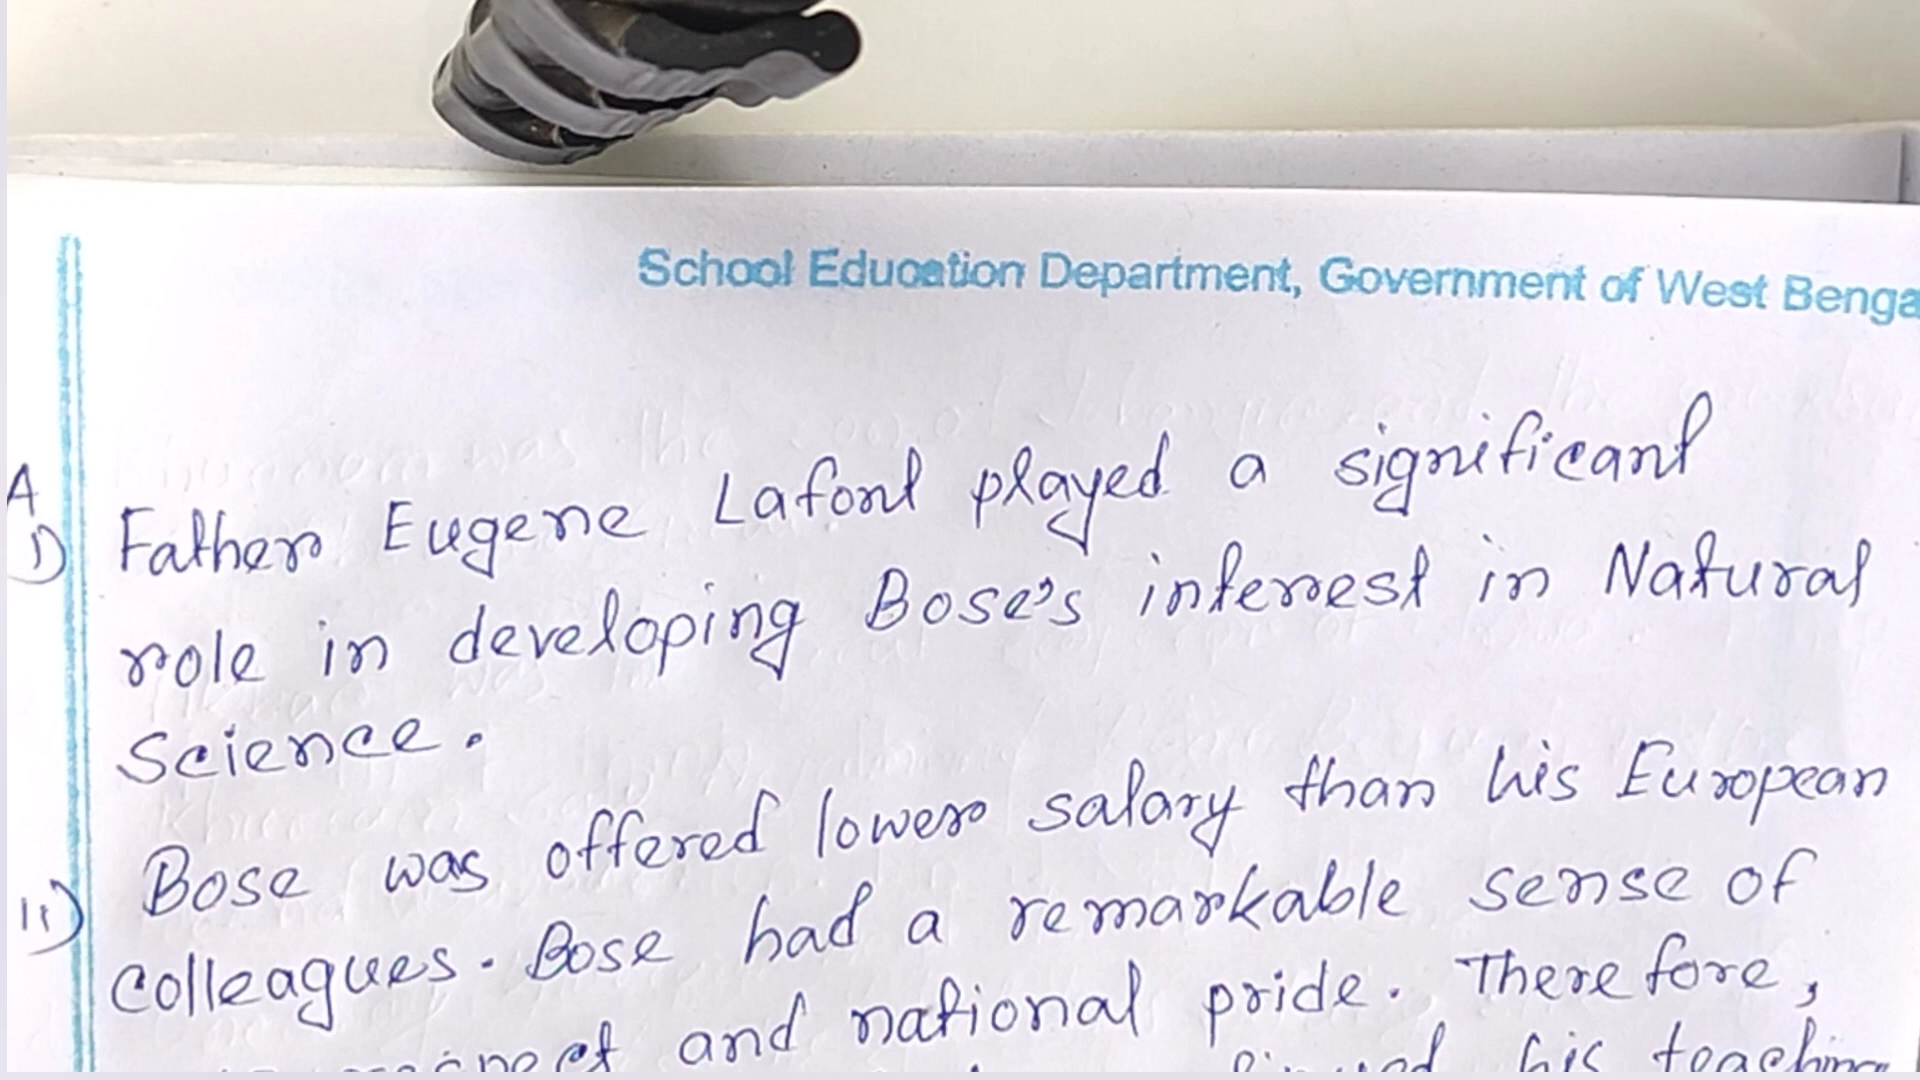 School Education Department, Government of West Benga
A
i) Father Eugene Lafont played a significant
role in developing Bose's interest in Natural
Science.
ii) Bose was offered lower salary than his European
colleagues. Bose had a remarkable sense of
and national pride. Therefore,
his teaching